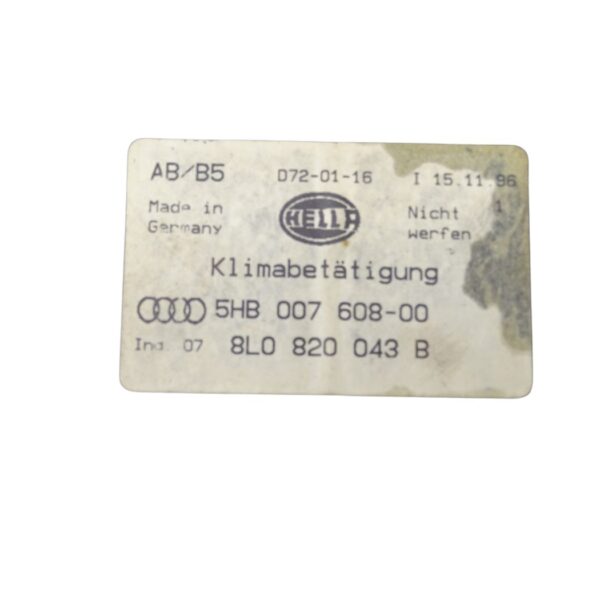 AB/B5 D72-01-16 I 15.11.96
Made in Germany HELLA Nicht werfen 1
Klimabetätigung
5HB 007 608-00
Ind. 07 8L0 820 043 B